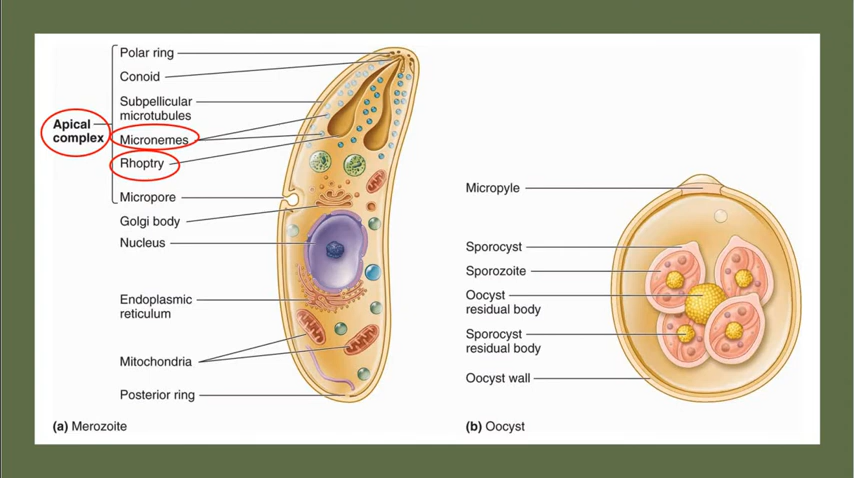 Polar ring
Conoid
Subpellicular
microtubules
Apical
complex
Micronemes
Rhoptry
Micropore
Golgi body
Nucleus
Endoplasmic
reticulum
Mitochondria
Posterior ring
(a) Merozoite
Micropyle
Sporocyst
Sporozoite
Oocyst
residual body
Sporocyst
residual body
Oocyst wall
(b) Oocyst